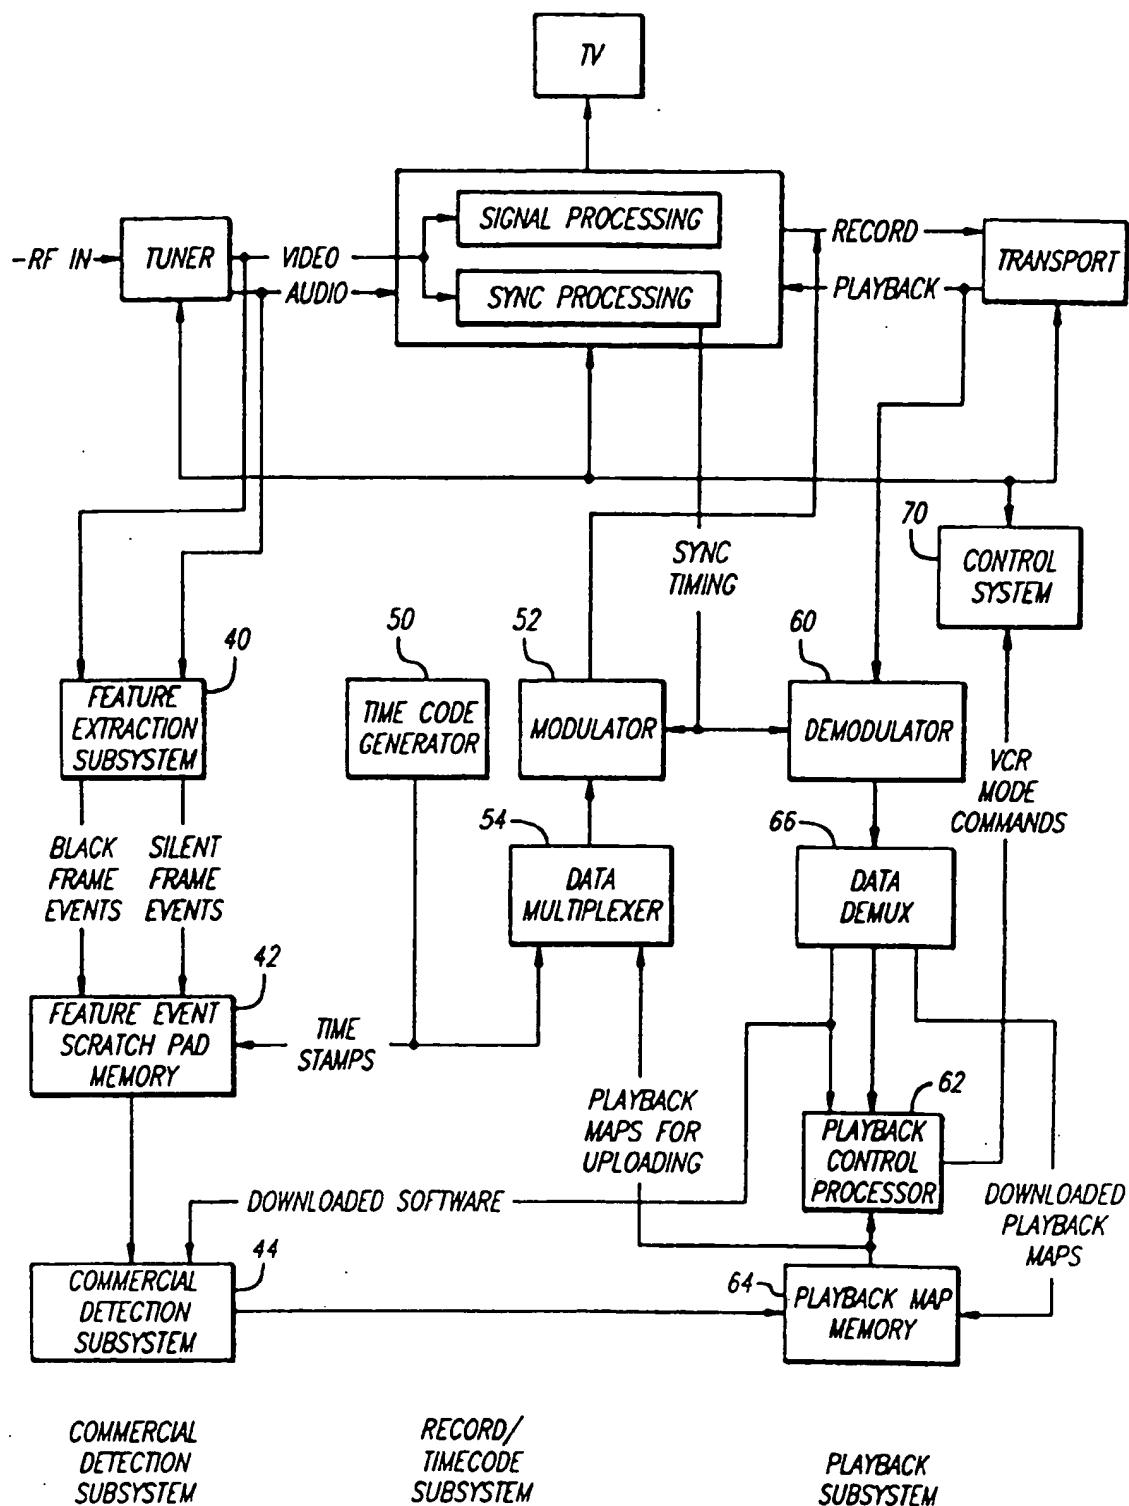 TV
SIGNAL PROCESSING
RECORD
-RF IN
TUNER
VIDEO
TRANSPORT
AUDIO
SYNC PROCESSING
PLAYBACK
70
SYNC
TIMING
CONTROL
SYSTEM
40
50
52
60
FEATURE
EXTRACTION
SUBSYSTEM
TIME CODE
GENERATOR
MODULATOR
DEMODULATOR
VCR
MODE
COMMANDS
BLACK
FRAME
EVENTS
SILENT
FRAME
EVENTS
54
66
DATA
MULTIPLEXER
DATA
DEMUX
42
FEATURE EVENT
SCRATCH PAD
MEMORY
TIME
STAMPS
PLAYBACK
MAPS FOR
UPLOADING
62
PLAYBACK
CONTROL
PROCESSOR
DOWNLOADED SOFTWARE
DOWNLOADED
PLAYBACK
MAPS
44
COMMERCIAL
DETECTION
SUBSYSTEM
64
PLAYBACK MAP
MEMORY
COMMERCIAL
DETECTION
SUBSYSTEM
RECORD/
TIMECODE
SUBSYSTEM
PLAYBACK
SUBSYSTEM